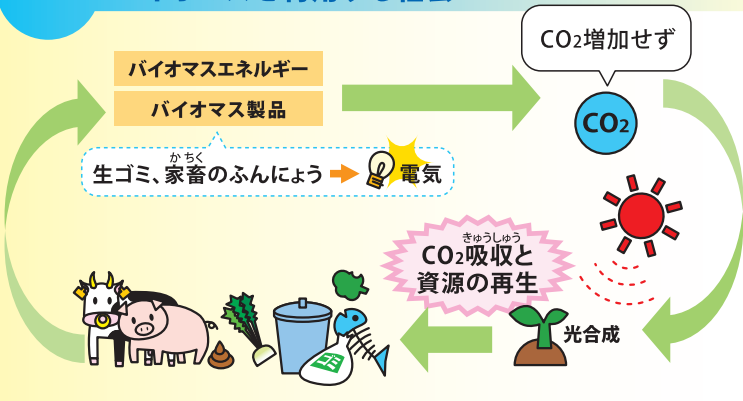 CO2増加せず
バイオマスエネルギー
バイオマス製品
CO2
生ゴミ、家畜のふんにょう
かちく
電気
きゅうしゅう
CO2吸収と
資源の再生
光合成
ゴミ